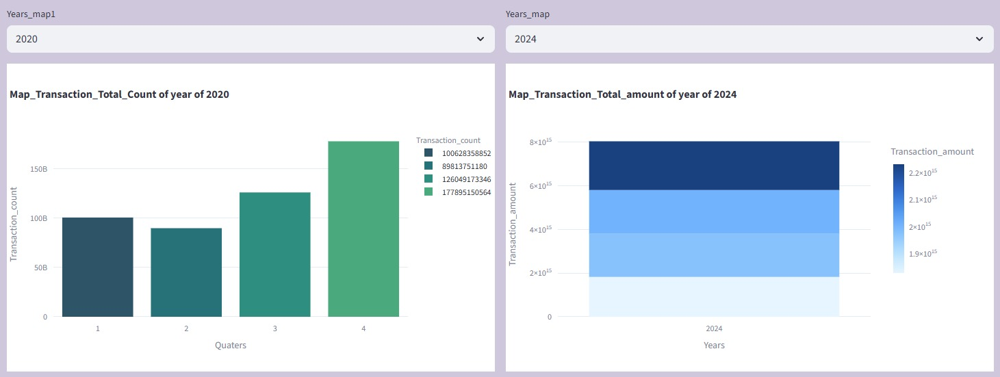 Years_map1
2020
Map_Transaction_Total_Count of year of 2020
Transaction_count
150B
100B
50B
0
1
2
3
4
Quaters
Transaction_count
100628358852
89813751180
126049173346
177895150564
Years_map
2024
Map_Transaction_Total_amount of year of 2024
Transaction_amount
8×10¹⁵
6×10¹⁵
4×10¹⁵
2×10¹⁵
0
2024
Years
Transaction_amount
2.2×10¹⁵
2.1×10¹⁵
2×10¹⁵
1.9×10¹⁵